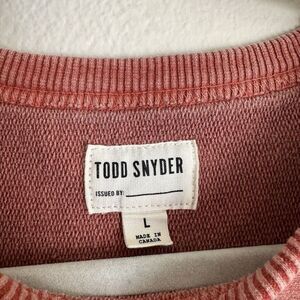 TODD SNYDER
ISSUED BY:
L
MADE IN
CANADA